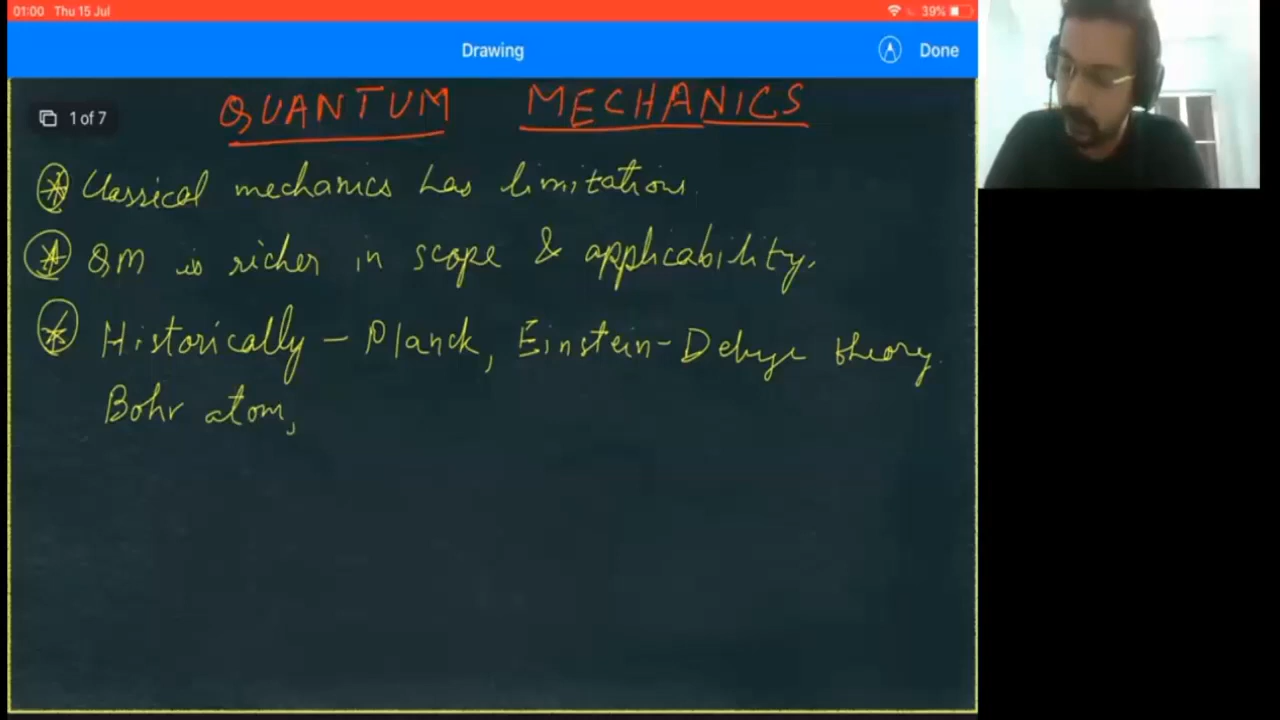 01:00 Thu 15 Jul
39%
Drawing
Done
1 of 7
QUANTUM MECHANICS
Classical mechanics has limitations.
QM is richer in scope & applicability.
Historically - Planck, Einstein-Debye theory.
Bohr atom,